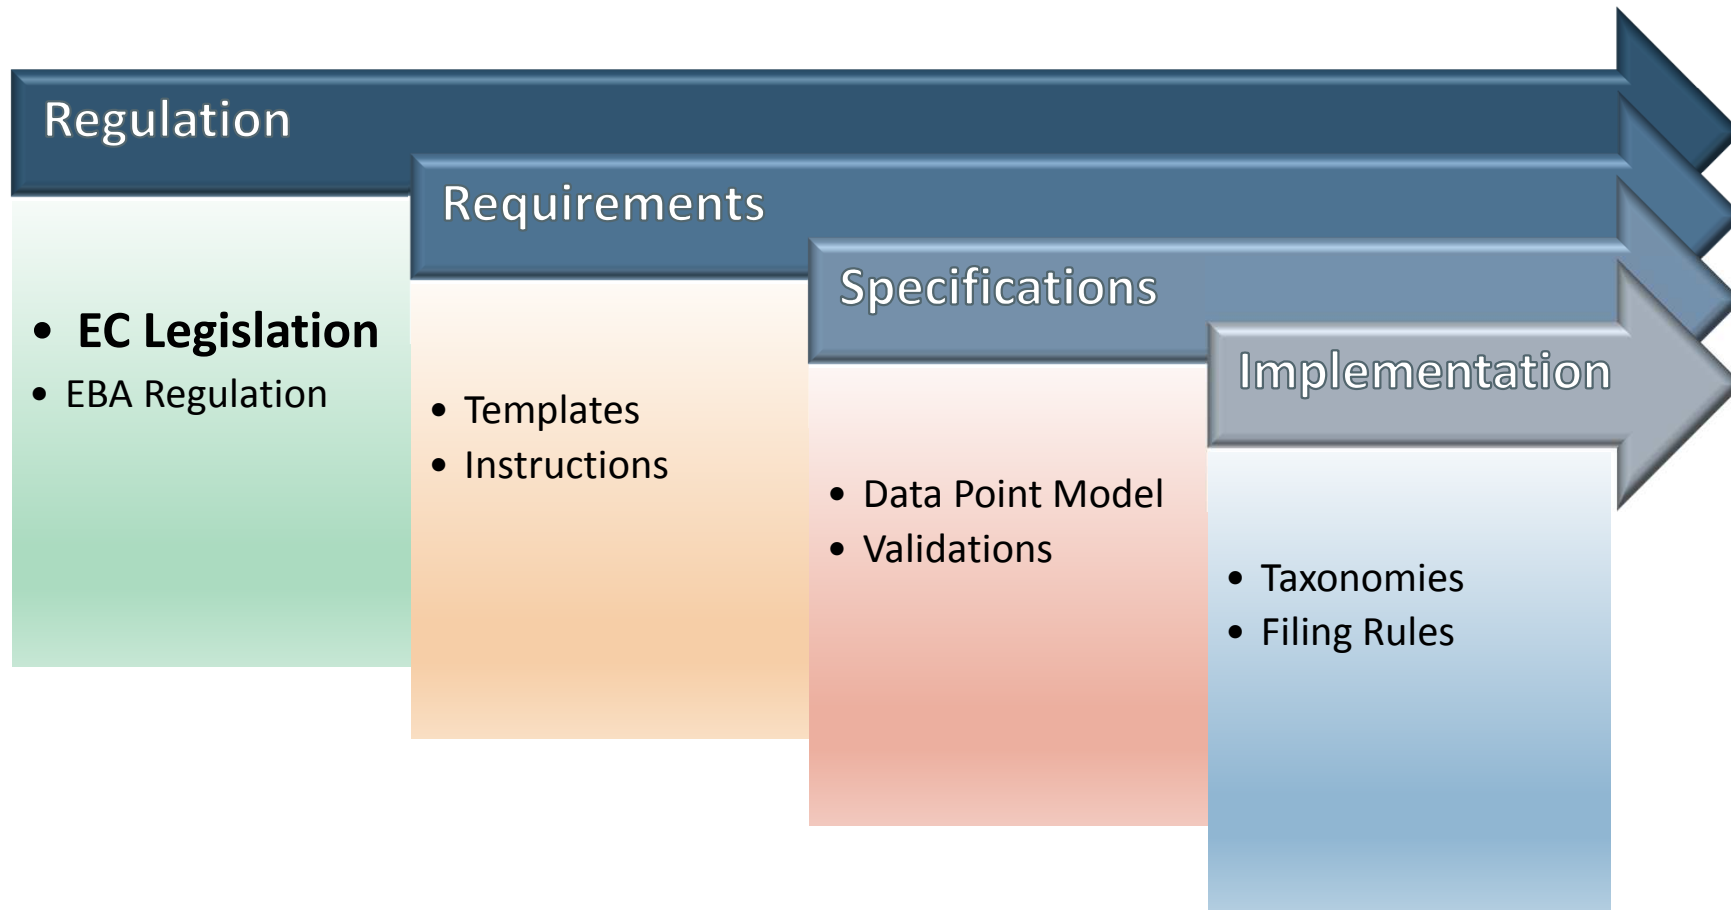 Regulation
• EC Legislation
• EBA Regulation
Requirements
• Templates
• Instructions
Specifications
• Data Point Model
• Validations
Implementation
• Taxonomies
• Filing Rules